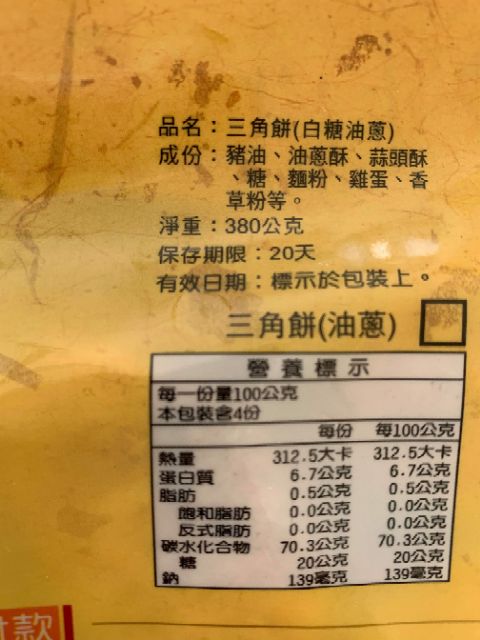 品名：三角餅(白糖油蔥)
成份：豬油、油蔥酥、蒜頭酥
、糖、麵粉、雞蛋、香
草粉等。
淨重：380公克
保存期限：20天
有效日期：標示於包裝上。
三角餅(油蔥)
營養標示
每一份量100公克
本包裝含4份
每份 每100公克
熱量 312.5大卡 312.5大卡
蛋白質 6.7公克 6.7公克
脂肪 0.5公克 0.5公克
飽和脂肪 0.0公克 0.0公克
反式脂肪 0.0公克 0.0公克
碳水化合物 70.3公克 70.3公克
糖 20公克 20公克
鈉 139毫克 139毫克
款